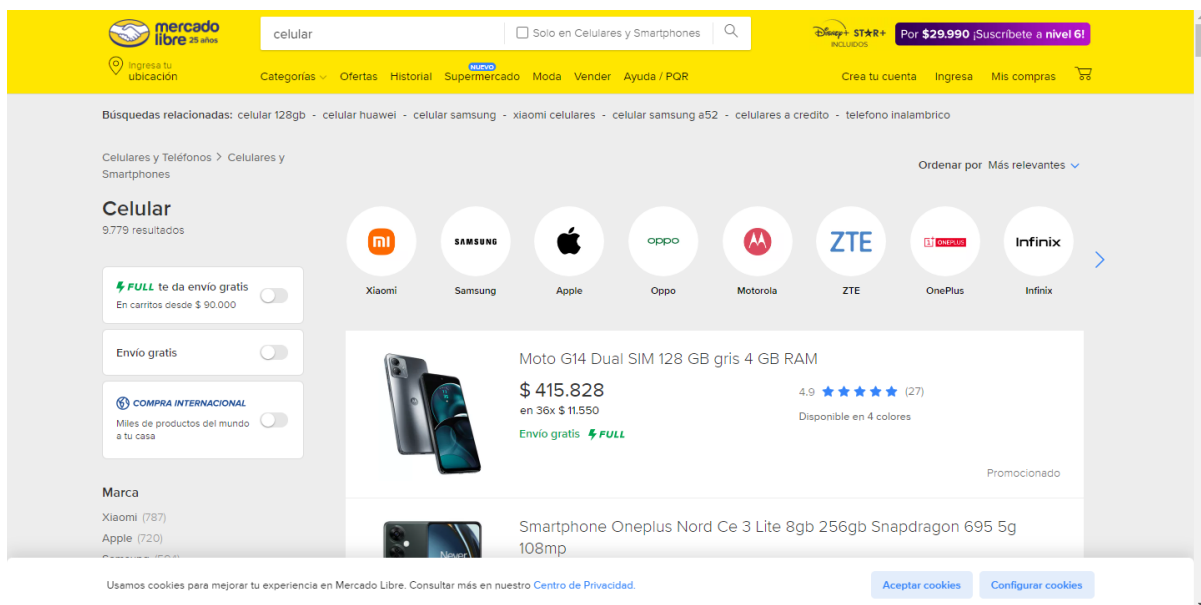 mercado
libre 25 años
celular
Solo en Celulares y Smartphones
Disney+ ST★R+
INCLUIDOS
Por $29.990 ¡Suscríbete a nivel 6!
Ingresa tu
ubicación
NUEVO
Categorías Ofertas Historial Supermercado Moda Vender Ayuda / PQR
Crea tu cuenta Ingresa Mis compras
Búsquedas relacionadas: celular 128gb - celular huawei - celular samsung - xiaomi celulares - celular samsung a52 - celulares a credito - telefono inalambrico
Celulares y Teléfonos > Celulares y
Smartphones
Ordenar por Más relevantes
Celular
9.779 resultados
SAMSUNG
oppo
ZTE
ONEPLUS
Infinix
Xiaomi Samsung Apple Oppo Motorola ZTE OnePlus Infinix
FULL te da envío gratis
En carritos desde $ 90.000
Envío gratis
COMPRA INTERNACIONAL
Miles de productos del mundo
a tu casa
Moto G14 Dual SIM 128 GB gris 4 GB RAM
$ 415.828
en 36x $ 11.550
Envío gratis FULL
4.9 ★★★★★ (27)
Disponible en 4 colores
Promocionado
Marca
Xiaomi (787)
Apple (720)
Smartphone Oneplus Nord Ce 3 Lite 8gb 256gb Snapdragon 695 5g
108mp
Never
Usamos cookies para mejorar tu experiencia en Mercado Libre. Consultar más en nuestro Centro de Privacidad.
Aceptar cookies
Configurar cookies